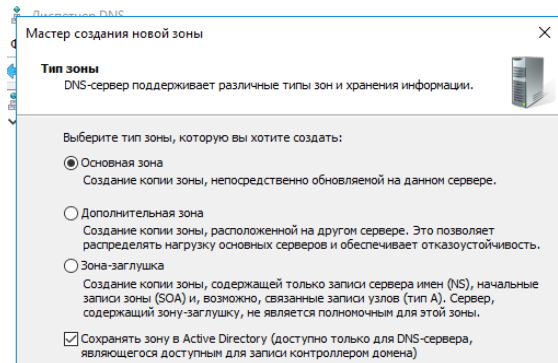 Диспетчер DNS
Мастер создания новой зоны
Тип зоны
DNS-сервер поддерживает различные типы зон и хранения информации.
Выберите тип зоны, которую вы хотите создать:
Основная зона
Создание копии зоны, непосредственно обновляемой на данном сервере.
Дополнительная зона
Создание копии зоны, расположенной на другом сервере. Это позволяет
распределять нагрузку основных серверов и обеспечивает отказоустойчивость.
Зона-заглушка
Создание копии зоны, содержащей только записи сервера имен (NS), начальные
записи зоны (SOA) и, возможно, связанные записи узлов (тип A). Сервер,
содержащий зону-заглушку, не является полномочным для этой зоны.
Сохранять зону в Active Directory (доступно только для DNS-сервера,
являющегося доступным для записи контроллером домена)